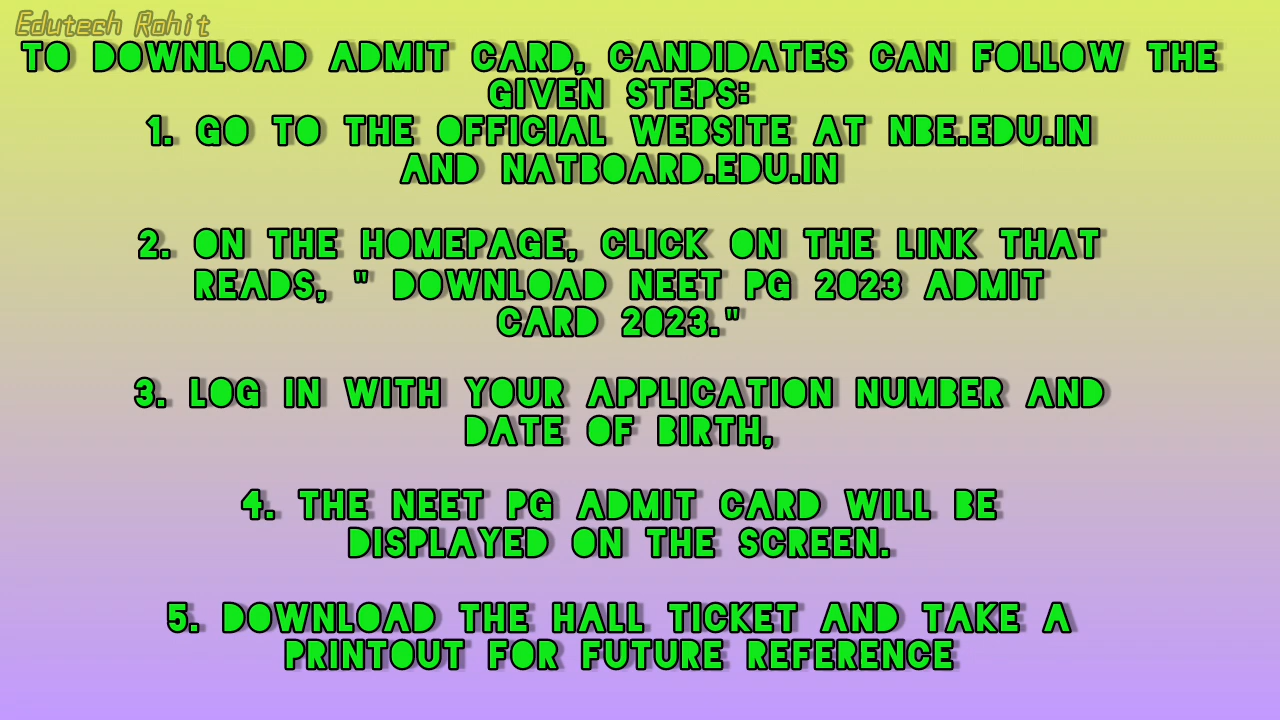 Edutech Rohit
TO DOWNLOAD ADMIT CARD, CANDIDATES CAN FOLLOW THE
GIVEN STEPS:
1. GO TO THE OFFICIAL WEBSITE AT NBE.EDU.IN
AND NATBOARD.EDU.IN
2. ON THE HOMEPAGE, CLICK ON THE LINK THAT
READS, " DOWNLOAD NEET PG 2023 ADMIT
CARD 2023."
3. LOG IN WITH YOUR APPLICATION NUMBER AND
DATE OF BIRTH,
4. THE NEET PG ADMIT CARD WILL BE
DISPLAYED ON THE SCREEN.
5. DOWNLOAD THE HALL TICKET AND TAKE A
PRINTOUT FOR FUTURE REFERENCE